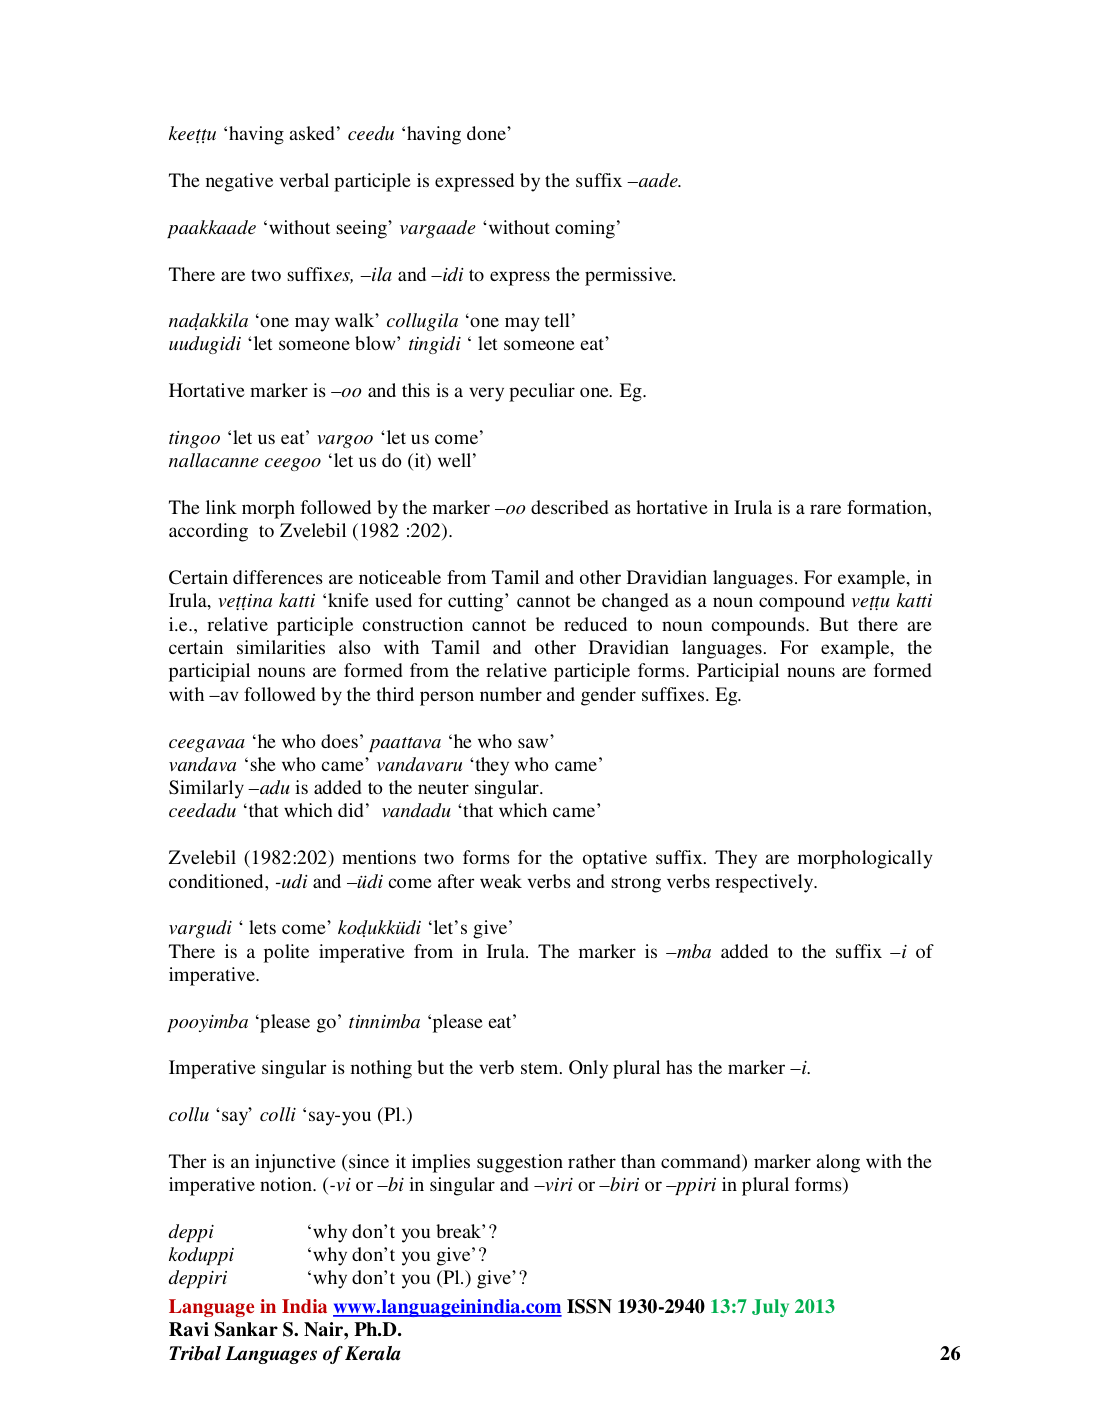 keeṭṭu ‘having asked’ ceedu ‘having done’
The negative verbal participle is expressed by the suffix –aade.
paakkaade ‘without seeing’ vargaade ‘without coming’
There are two suffixes, –ila and –idi to express the permissive.
naḍakkila ‘one may walk’ collugila ‘one may tell’
uudugidi ‘let someone blow’ tingidi ‘ let someone eat’
Hortative marker is –oo and this is a very peculiar one. Eg.
tingoo ‘let us eat’ vargoo ‘let us come’
nallacanne ceegoo ‘let us do (it) well’
The link morph followed by the marker –oo described as hortative in Irula is a rare formation,
according to Zvelebil (1982 :202).
Certain differences are noticeable from Tamil and other Dravidian languages. For example, in
Irula, veṭṭina katti ‘knife used for cutting’ cannot be changed as a noun compound veṭṭu katti
i.e., relative participle construction cannot be reduced to noun compounds. But there are
certain similarities also with Tamil and other Dravidian languages. For example, the
participial nouns are formed from the relative participle forms. Participial nouns are formed
with –av followed by the third person number and gender suffixes. Eg.
ceegavaa ‘he who does’ paattava ‘he who saw’
vandava ‘she who came’ vandavaru ‘they who came’
Similarly –adu is added to the neuter singular.
ceedadu ‘that which did’ vandadu ‘that which came’
Zvelebil (1982:202) mentions two forms for the optative suffix. They are morphologically
conditioned, -udi and –üdi come after weak verbs and strong verbs respectively.
vargudi ‘ lets come’ koḍukküdi ‘let’s give’
There is a polite imperative from in Irula. The marker is –mba added to the suffix –i of
imperative.
pooyimba ‘please go’ tinnimba ‘please eat’
Imperative singular is nothing but the verb stem. Only plural has the marker –i.
collu ‘say’ colli ‘say-you (Pl.)
Ther is an injunctive (since it implies suggestion rather than command) marker along with the
imperative notion. (-vi or –bi in singular and –viri or –biri or –ppiri in plural forms)
deppi ‘why don’t you break’?
koduppi ‘why don’t you give’?
deppiri ‘why don’t you (Pl.) give’?
Language in India www.languageinindia.com ISSN 1930-2940 13:7 July 2013
Ravi Sankar S. Nair, Ph.D.
Tribal Languages of Kerala 26